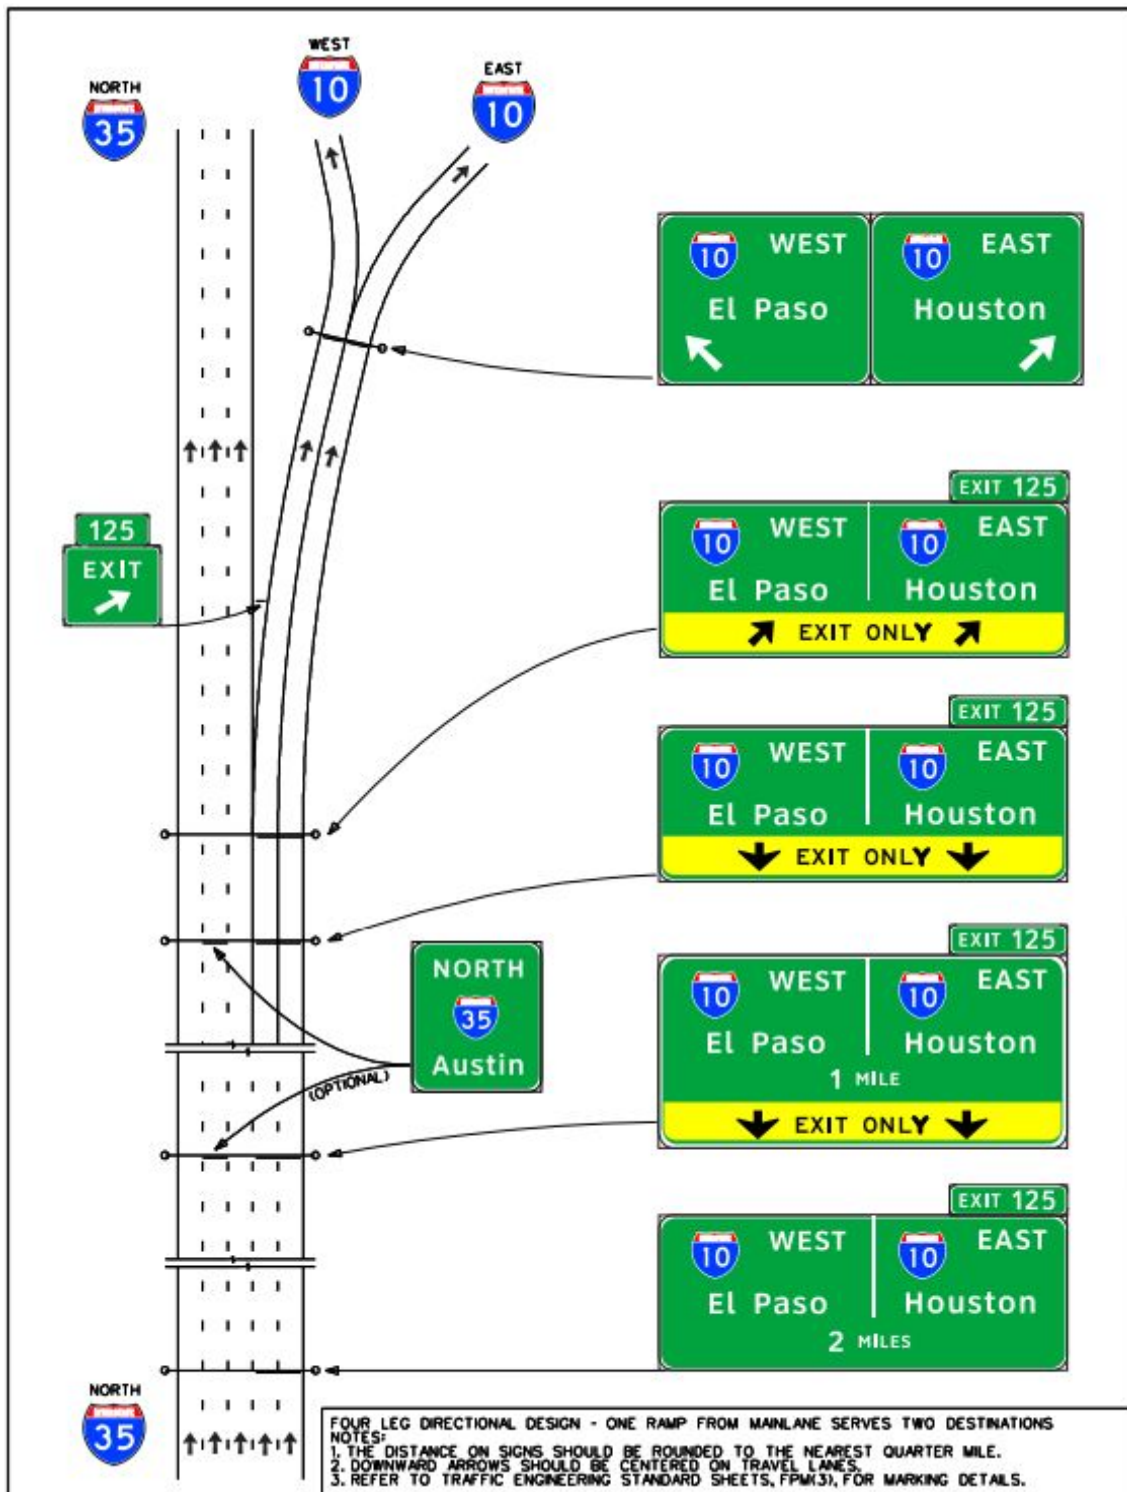 WEST
10
EAST
10
NORTH
35
10 WEST
El Paso
10 EAST
Houston
EXIT 125
10 WEST
El Paso
10 EAST
Houston
EXIT ONLY
125
EXIT
EXIT 125
10 WEST
El Paso
10 EAST
Houston
EXIT ONLY
NORTH
35
Austin
(OPTIONAL)
EXIT 125
10 WEST
El Paso
10 EAST
Houston
1 MILE
EXIT ONLY
EXIT 125
10 WEST
El Paso
10 EAST
Houston
2 MILES
NORTH
35
FOUR LEG DIRECTIONAL DESIGN - ONE RAMP FROM MAINLANE SERVES TWO DESTINATIONS
NOTES:
1. THE DISTANCE ON SIGNS SHOULD BE ROUNDED TO THE NEAREST QUARTER MILE.
2. DOWNWARD ARROWS SHOULD BE CENTERED ON TRAVEL LANES.
3. REFER TO TRAFFIC ENGINEERING STANDARD SHEETS, FPM(3), FOR MARKING DETAILS.